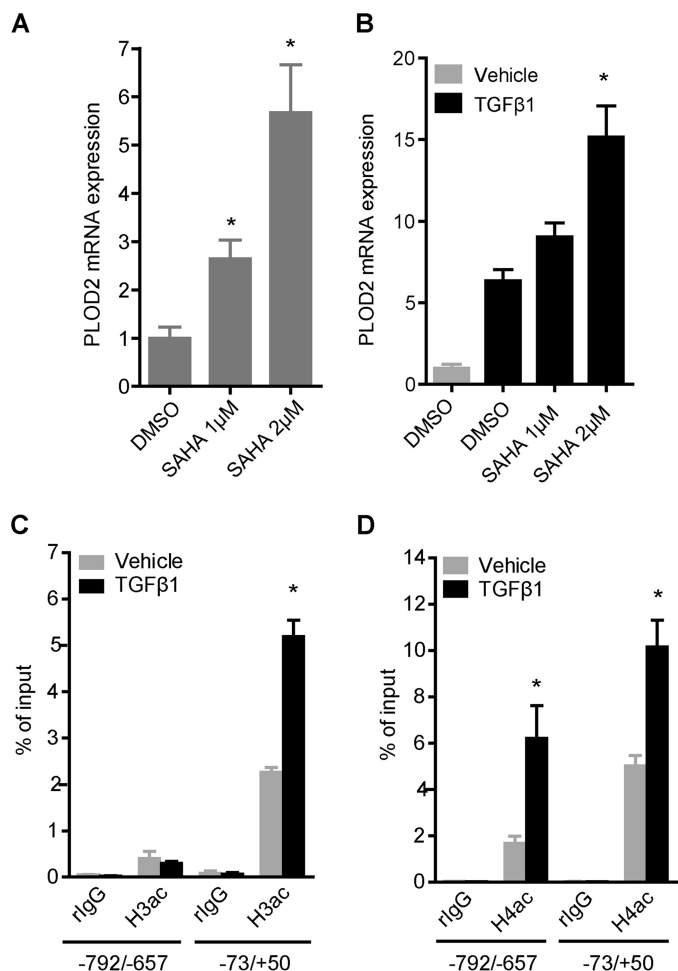 A
PLOD2 mRNA expression
7
6
5
4
3
2
1
0
*
*
DMSO
SAHA 1μM
SAHA 2μM
B
PLOD2 mRNA expression
20
15
10
5
0
Vehicle
TGFβ1
*
DMSO
DMSO
SAHA 1μM
SAHA 2μM
C
% of input
7
6
5
4
3
2
1
0
Vehicle
TGFβ1
*
rIgG
H3ac
rIgG
H3ac
-792/-657
-73/+50
D
% of input
14
12
10
8
6
4
2
0
Vehicle
TGFβ1
*
*
rIgG
H4ac
rIgG
H4ac
-792/-657
-73/+50